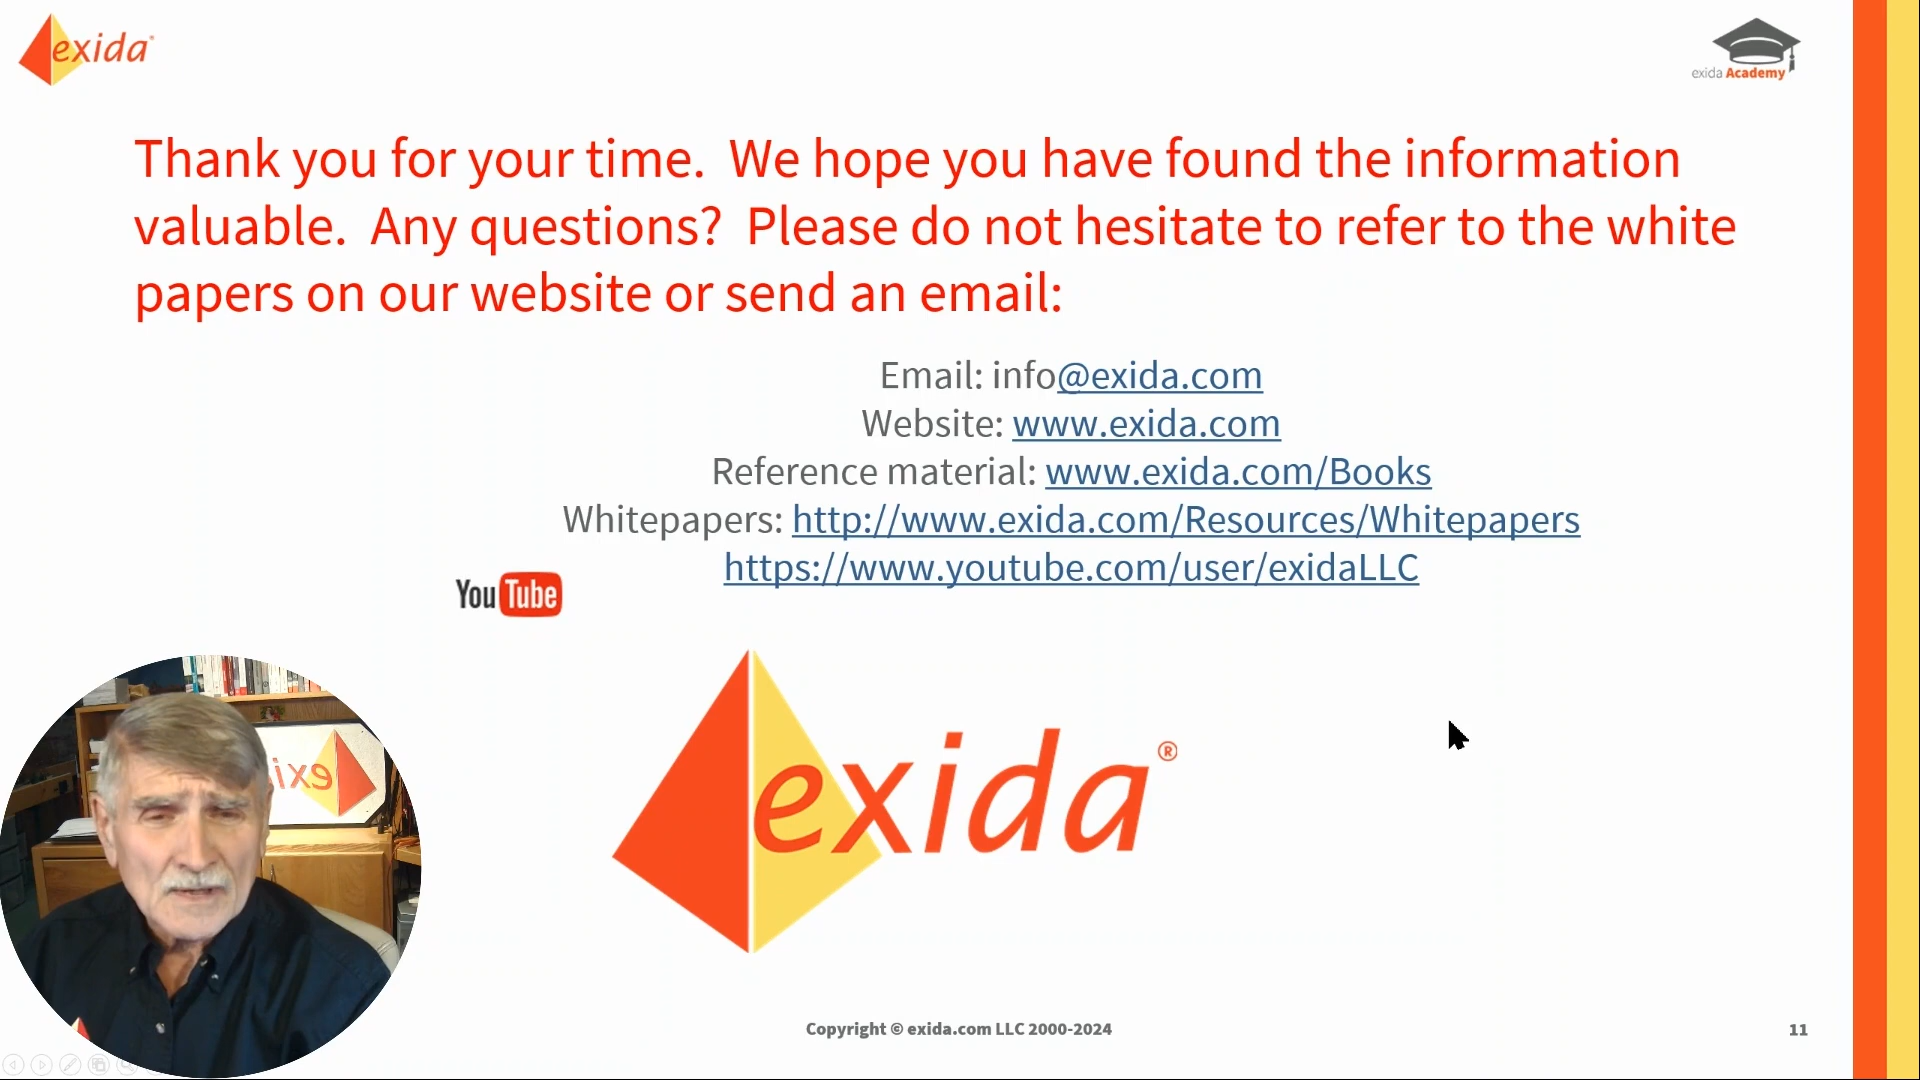 exida
exida Academy
Thank you for your time.  We hope you have found the information
valuable.  Any questions?  Please do not hesitate to refer to the white
papers on our website or send an email:
Email: info@exida.com
Website: www.exida.com
Reference material: www.exida.com/Books
Whitepapers: http://www.exida.com/Resources/Whitepapers
https://www.youtube.com/user/exidaLLC
YouTube
exida®
exi
Copyright © exida.com LLC 2000-2024
11